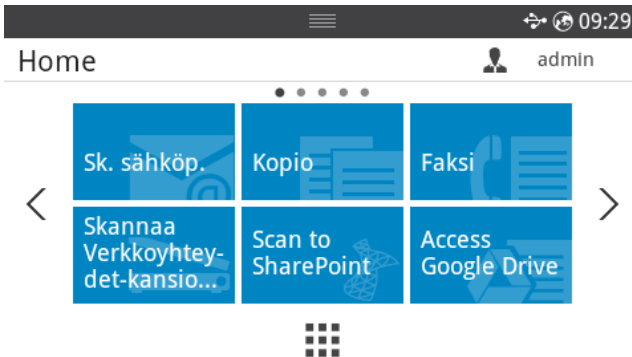 09:29
Home
admin
Sk. sähköp.
Kopio
Faksi
Skannaa
Verkkoyhtey-
det-kansio...
Scan to
SharePoint
Access
Google Drive